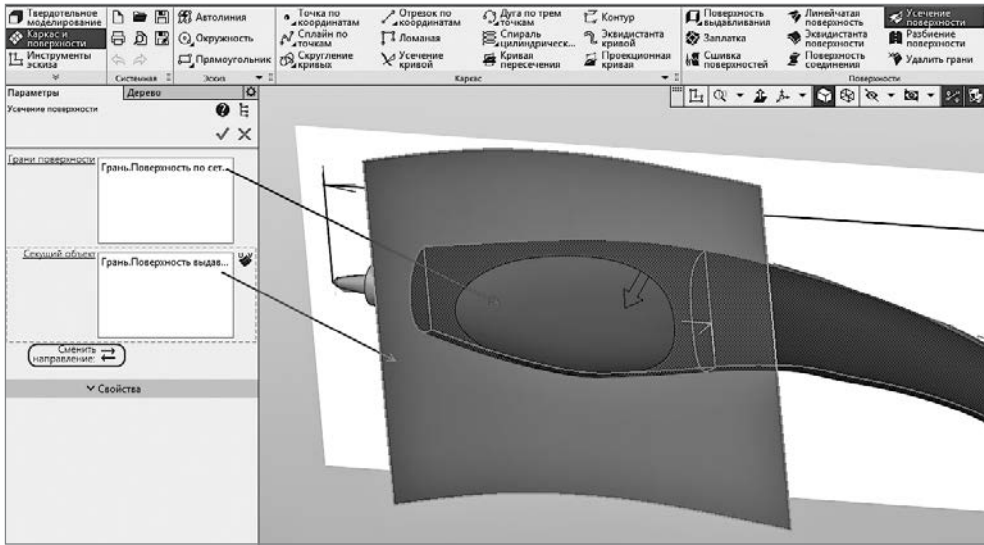 Твердотельное
моделирование
Каркас и
поверхности
Инструменты
эскиза
Системная
Автолиния
Окружность
Прямоугольник
Эскиз
Точка по
координатам
Сплайн по
точкам
Скругление
кривых
Отрезок по
координатам
Ломаная
Усечение
кривой
Дуга по трем
точкам
Спираль
цилиндрическ...
Кривая
пересечения
Контур
Эквидистанта
кривой
Проекционная
кривая
Каркас
Поверхность
выдавливания
Заплатка
Сшивка
поверхностей
Линейчатая
поверхность
Эквидистанта
поверхности
Поверхность
соединения
Усечение
поверхности
Разбиение
поверхности
Удалить грани
Поверхности
Параметры
Дерево
Усечение поверхности
Грани поверхности
Грань.Поверхность по сет...
Секущий объект
Грань.Поверхность выдав...
Сменить
направление:
Свойства